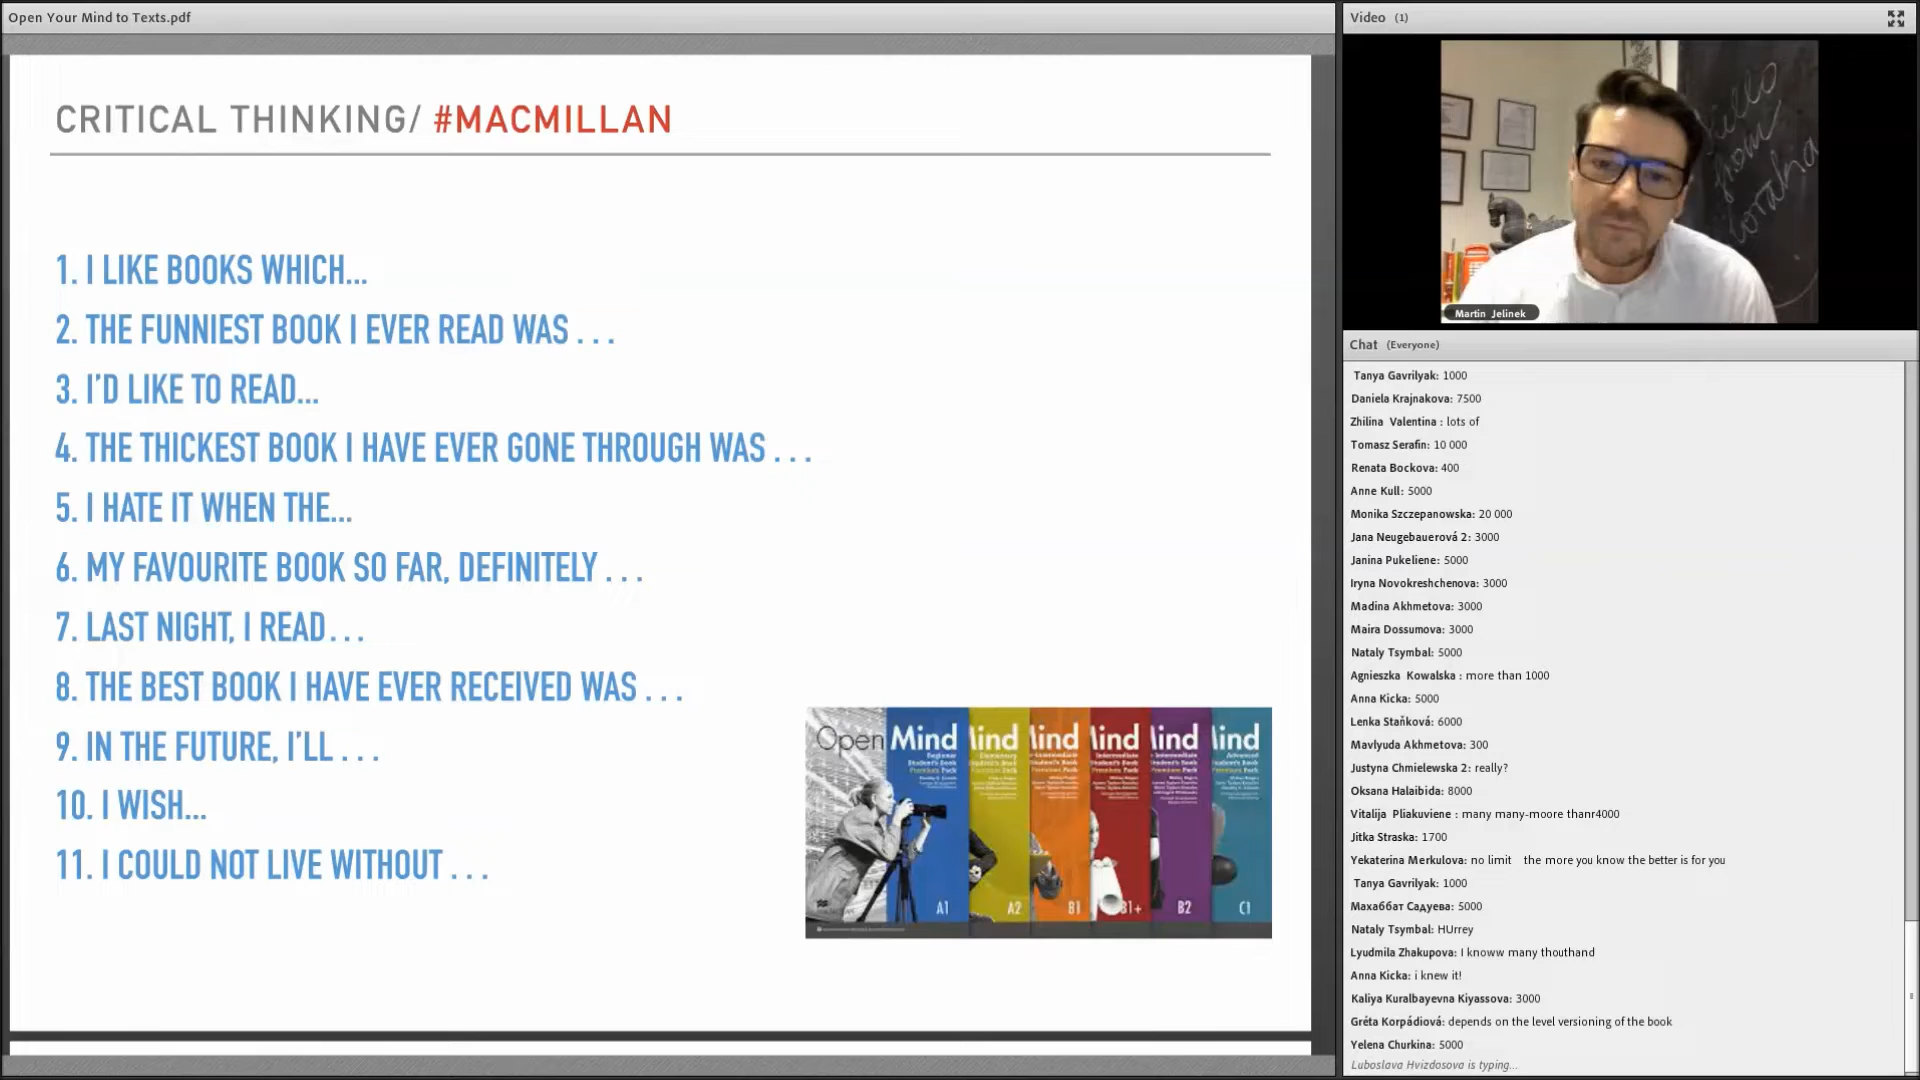 Open Your Mind to Texts.pdf
CRITICAL THINKING/ #MACMILLAN
1. I LIKE BOOKS WHICH...
2. THE FUNNIEST BOOK I EVER READ WAS . . .
3. I'D LIKE TO READ...
4. THE THICKEST BOOK I HAVE EVER GONE THROUGH WAS . . .
5. I HATE IT WHEN THE...
6. MY FAVOURITE BOOK SO FAR, DEFINITELY . . .
7. LAST NIGHT, I READ . . .
8. THE BEST BOOK I HAVE EVER RECEIVED WAS . . .
9. IN THE FUTURE, I'LL . . .
10. I WISH...
11. I COULD NOT LIVE WITHOUT . . .
Open Mind
A1
A2
B1
B1+
B2
C1
Video (1)
Hello
from
Martin Jelinek
Chat (Everyone)
Tanya Gavrilyak: 1000
Daniela Krajnakova: 7500
Zhilina Valentina : lots of
Tomasz Serafin: 10 000
Renata Bockova: 400
Anne Kull: 5000
Monika Szczepanowska: 20 000
Jana Neugebauerová 2: 3000
Janina Pukeliene: 5000
Iryna Novokreshchenova: 3000
Madina Akhmetova: 3000
Maira Dossumova: 3000
Nataly Tsymbal: 5000
Agnieszka Kowalska : more than 1000
Anna Kicka: 5000
Lenka Staňková: 6000
Mavlyuda Akhmetova: 300
Justyna Chmielewska 2: really?
Oksana Halaibida: 8000
Vitalija Pliakuviene : many many-moore thanr4000
Jitka Straska: 1700
Yekaterina Merkulova: no limit the more you know the better is for you
Tanya Gavrilyak: 1000
Махаббат Садуева: 5000
Nataly Tsymbal: HUrrey
Lyudmila Zhakupova: I knoww many thouthand
Anna Kicka: i knew it!
Kaliya Kuralbayevna Kiyassova: 3000
Gréta Korpádiová: depends on the level versioning of the book
Yelena Churkina: 5000
Luboslava Hvizdosova is typing...